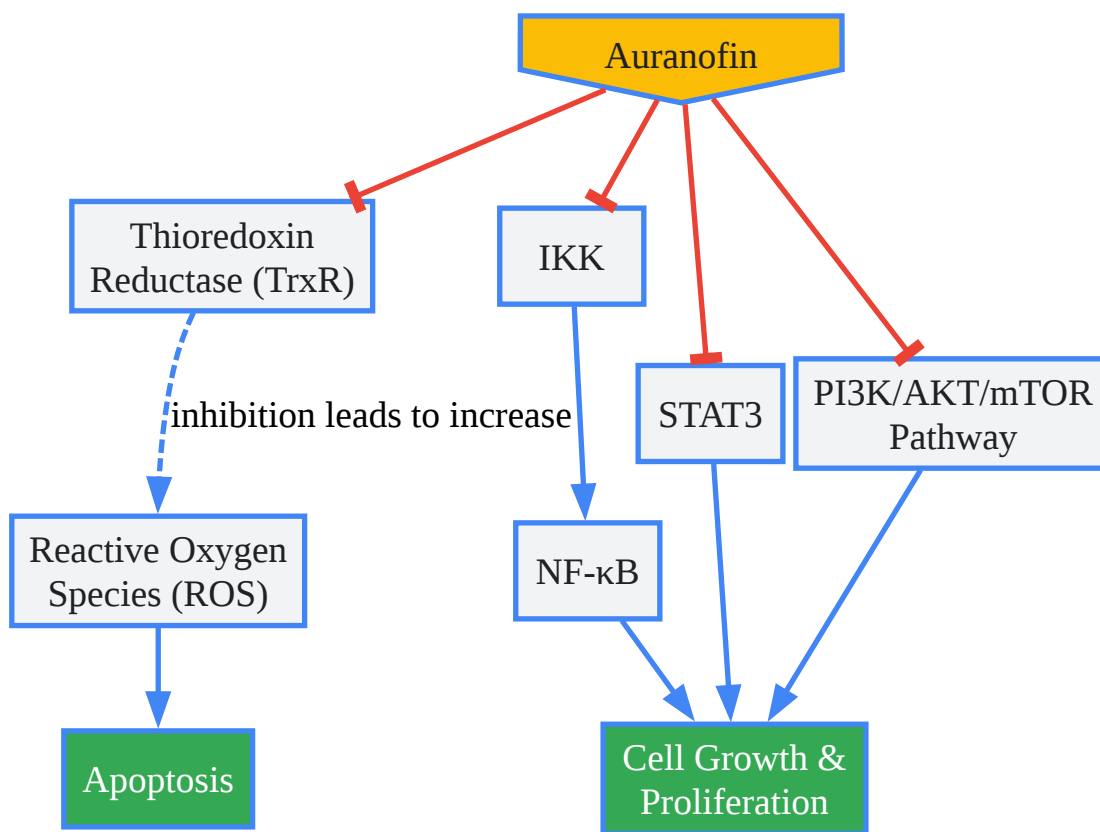 Auranofin
Thioredoxin
Reductase (TrxR)
IKK
STAT3
PI3K/AKT/mTOR
Pathway
inhibition leads to increase
Reactive Oxygen
Species (ROS)
NF-κB
Apoptosis
Cell Growth &
Proliferation